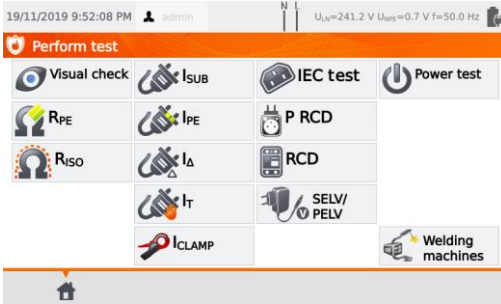 19/11/2019 9:52:08 PM admin N L ULN=241.2 V UNPE=0.7 V f=50.0 Hz
Perform test
Visual check ISUB IEC test Power test
RPE IPE P RCD
RISO IΔ RCD
IT SELV/
PELV
ICLAMP Welding
machines